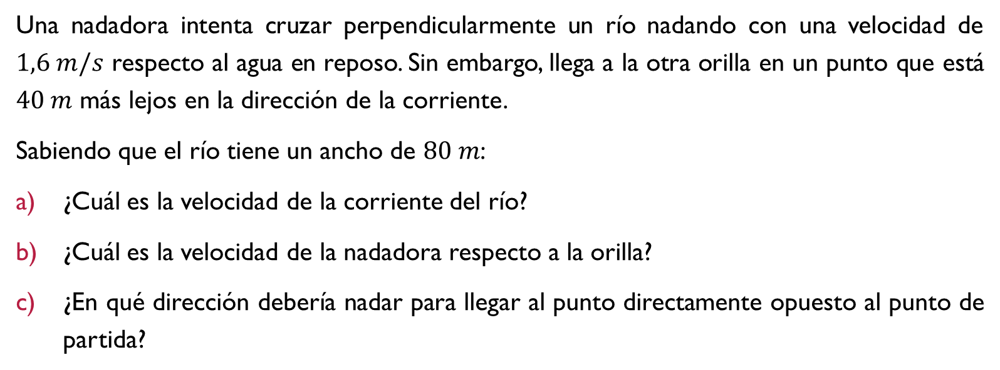 Una nadadora intenta cruzar perpendicularmente un río nadando con una velocidad de
1,6 m/s respecto al agua en reposo. Sin embargo, llega a la otra orilla en un punto que está
40 m más lejos en la dirección de la corriente.
Sabiendo que el río tiene un ancho de 80 m:
a) ¿Cuál es la velocidad de la corriente del río?
b) ¿Cuál es la velocidad de la nadadora respecto a la orilla?
c) ¿En qué dirección debería nadar para llegar al punto directamente opuesto al punto de
partida?